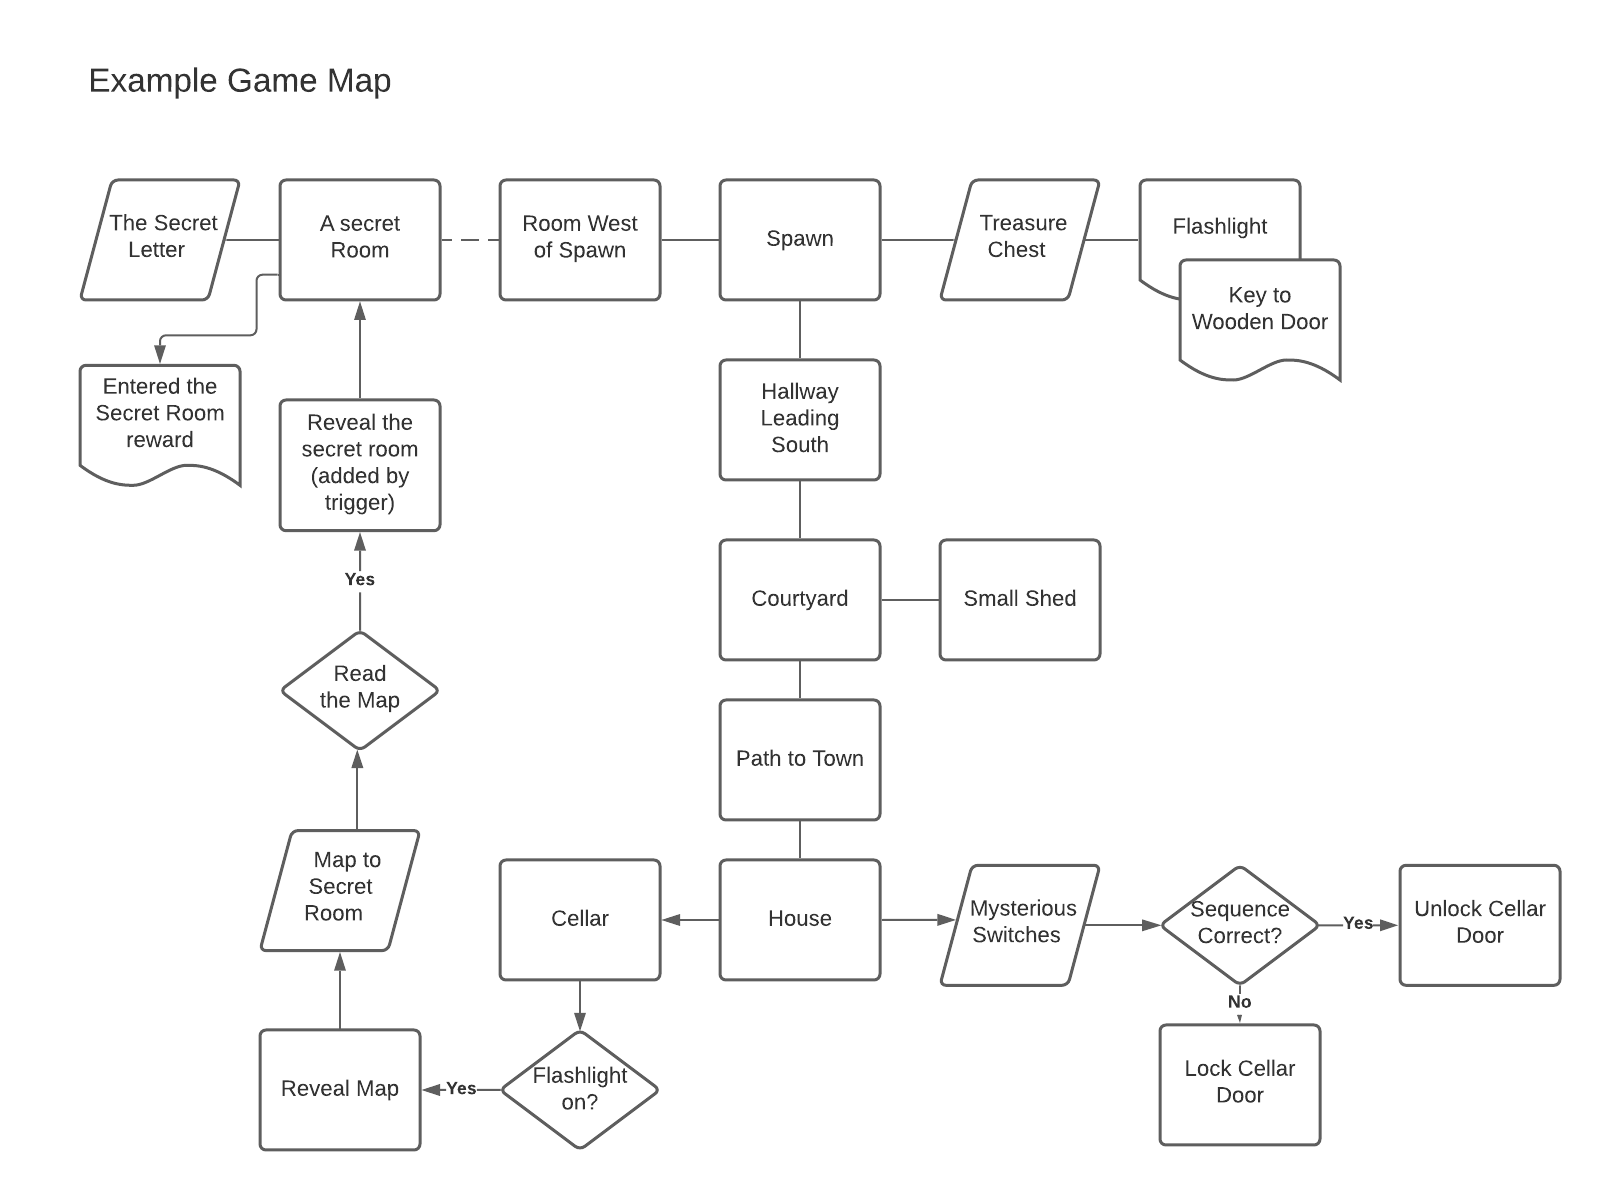 Example Game Map
The Secret
Letter
A secret
Room
Room West
of Spawn
Spawn
Treasure
Chest
Flashlight
Key to
Wooden Door
Entered the
Secret Room
reward
Reveal the
secret room
(added by
trigger)
Hallway
Leading
South
Yes
Courtyard
Small Shed
Read
the Map
Path to Town
Map to
Secret
Room
Cellar
House
Mysterious
Switches
Sequence
Correct?
Yes
Unlock Cellar
Door
No
Reveal Map
Yes
Flashlight
on?
Lock Cellar
Door